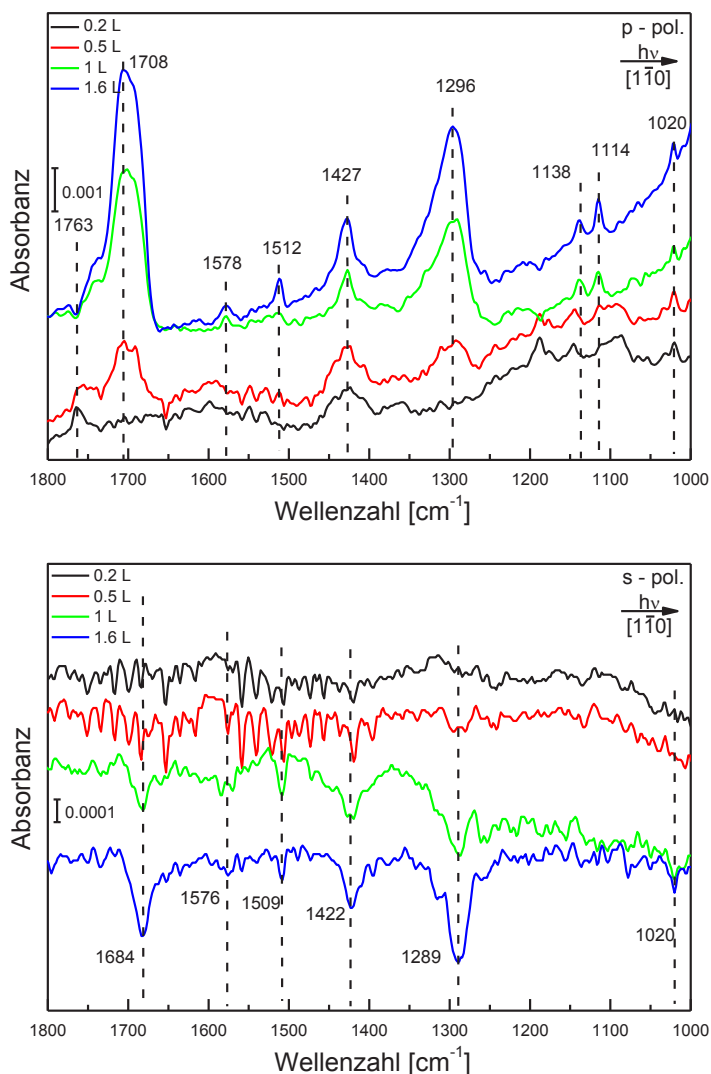 0.2 L
0.5 L
1 L
1.6 L
p - pol.
hν
[11̅0]
1708
1296
1020
1138
1114
1427
0.001
1763
1578
1512
Absorbanz
1800 1700 1600 1500 1400 1300 1200 1100 1000
Wellenzahl [cm⁻¹]
0.2 L
0.5 L
1 L
1.6 L
s - pol.
hν
[11̅0]
0.0001
Absorbanz
1576
1509
1422
1684
1289
1020
1800 1700 1600 1500 1400 1300 1200 1100 1000
Wellenzahl [cm⁻¹]